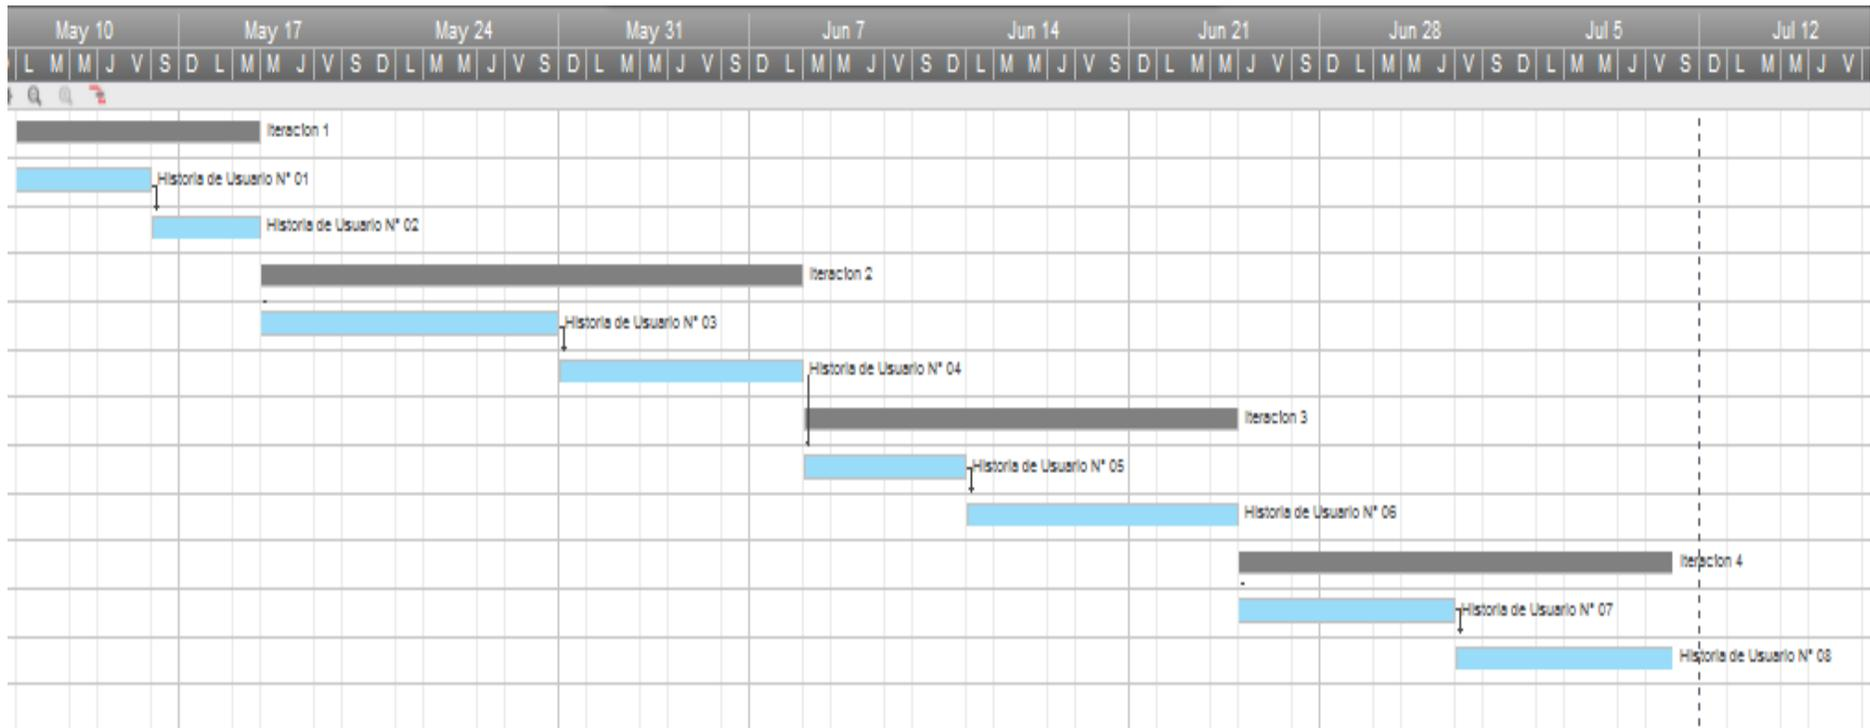 May 10 May 17 May 24 May 31 Jun 7 Jun 14 Jun 21 Jun 28 Jul 5 Jul 12
L M M J V S D L M M J V S D L M M J V S D L M M J V S D L M M J V S D L M M J V S D L M M J V S D L M M J V S D L M M J V S D L M M J V
Iteracion 1
Historia de Usuario N° 01
Historia de Usuario N° 02
Iteracion 2
Historia de Usuario N° 03
Historia de Usuario N° 04
Iteracion 3
Historia de Usuario N° 05
Historia de Usuario N° 06
Iteracion 4
Historia de Usuario N° 07
Historia de Usuario N° 08